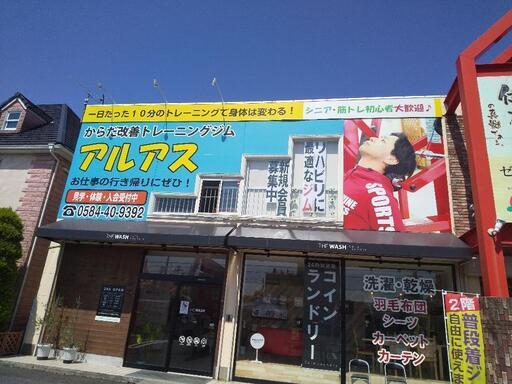 一日たった１０分のトレーニングで身体は変わる！
シニア・筋トレ初心者大歓迎♪
からだ改善トレーニングジム
アルアス
お仕事の行き帰りにぜひ！
見学・体験・入会受付中
0584-40-9392
新規会員
募集中
リハビリに
最適なジム
SPORTS
THE WASH
THE WASH
24 OPEN
THE WASH
コイン
ランドリー
洗濯・乾燥
羽毛布団
シーツ
カーペット
カーテン
2階
普段着ジ
自由に使え